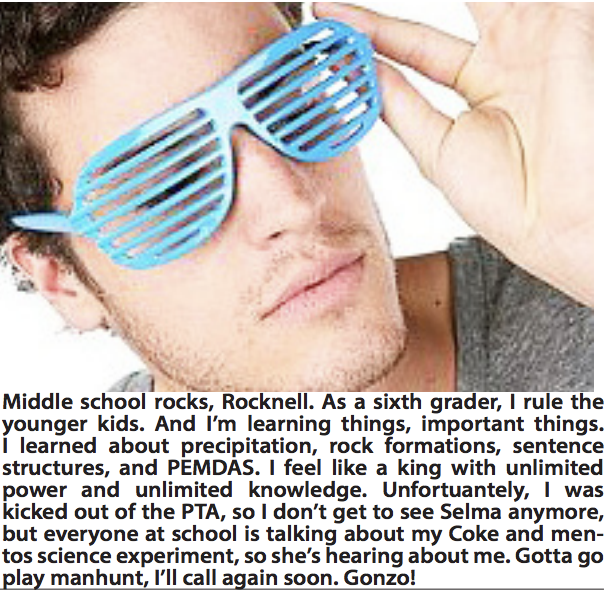 Middle school rocks, Rocknell. As a sixth grader, I rule the
younger kids. And I'm learning things, important things.
I learned about precipitation, rock formations, sentence
structures, and PEMDAS. I feel like a king with unlimited
power and unlimited knowledge. Unfortuantely, I was
kicked out of the PTA, so I don't get to see Selma anymore,
but everyone at school is talking about my Coke and men-
tos science experiment, so she's hearing about me. Gotta go
play manhunt, I'll call again soon. Gonzo!